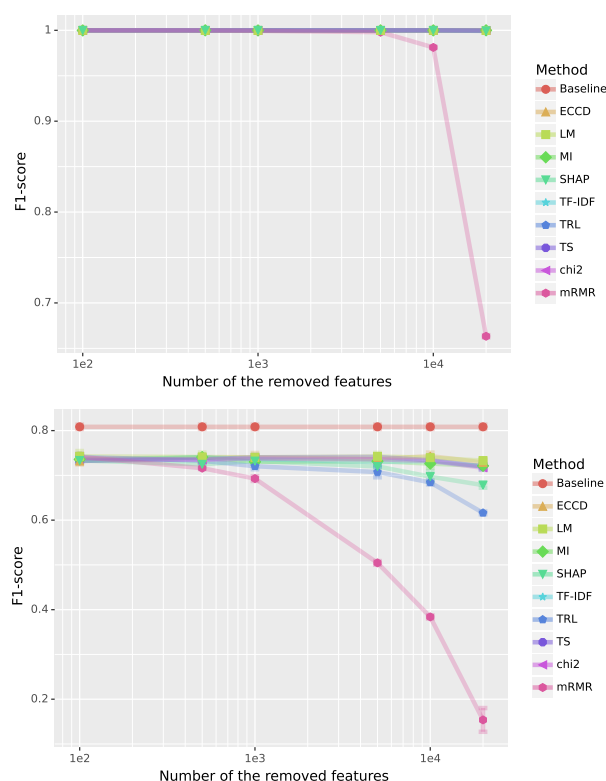 1
0.9
0.8
0.7
F1-score
1e2
1e3
1e4
Number of the removed features
Method
Baseline
ECCD
LM
MI
SHAP
TF-IDF
TRL
TS
chi2
mRMR
0.8
0.6
0.4
0.2
F1-score
1e2
1e3
1e4
Number of the removed features
Method
Baseline
ECCD
LM
MI
SHAP
TF-IDF
TRL
TS
chi2
mRMR